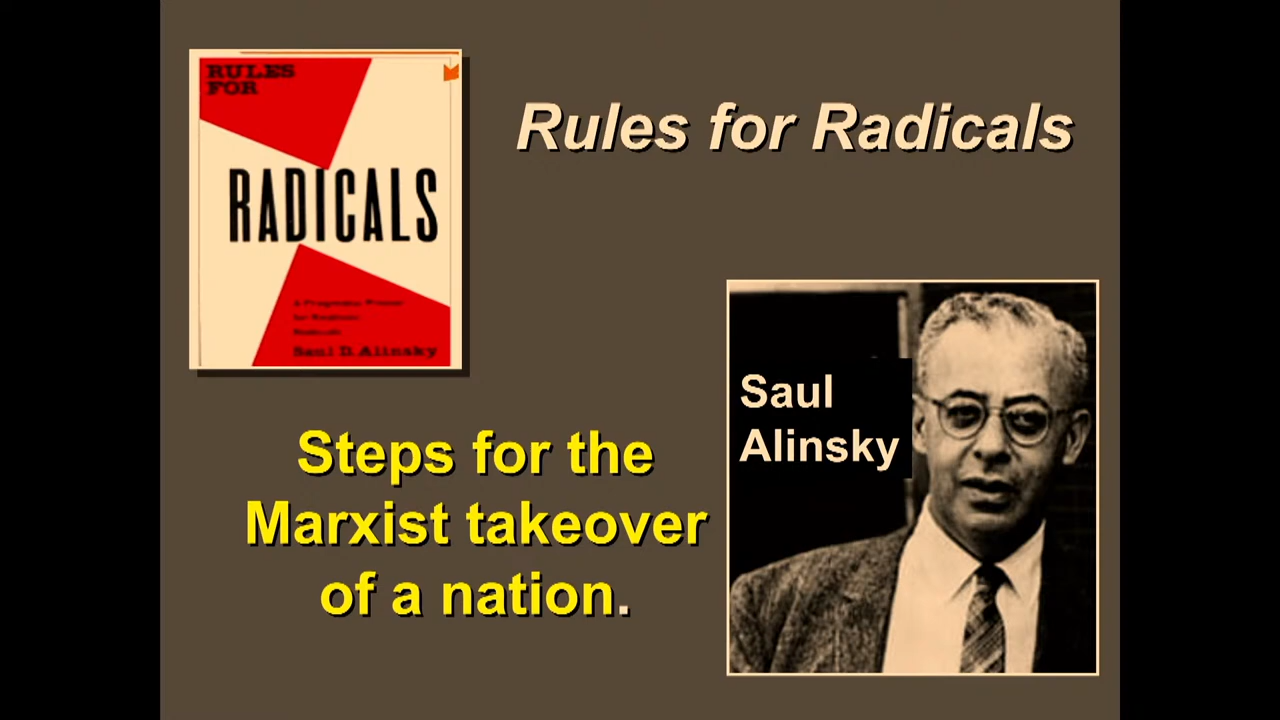 RULES
FOR
RADICALS
Saul D. Alinsky
Rules for Radicals
Saul
Alinsky
Steps for the
Marxist takeover
of a nation.